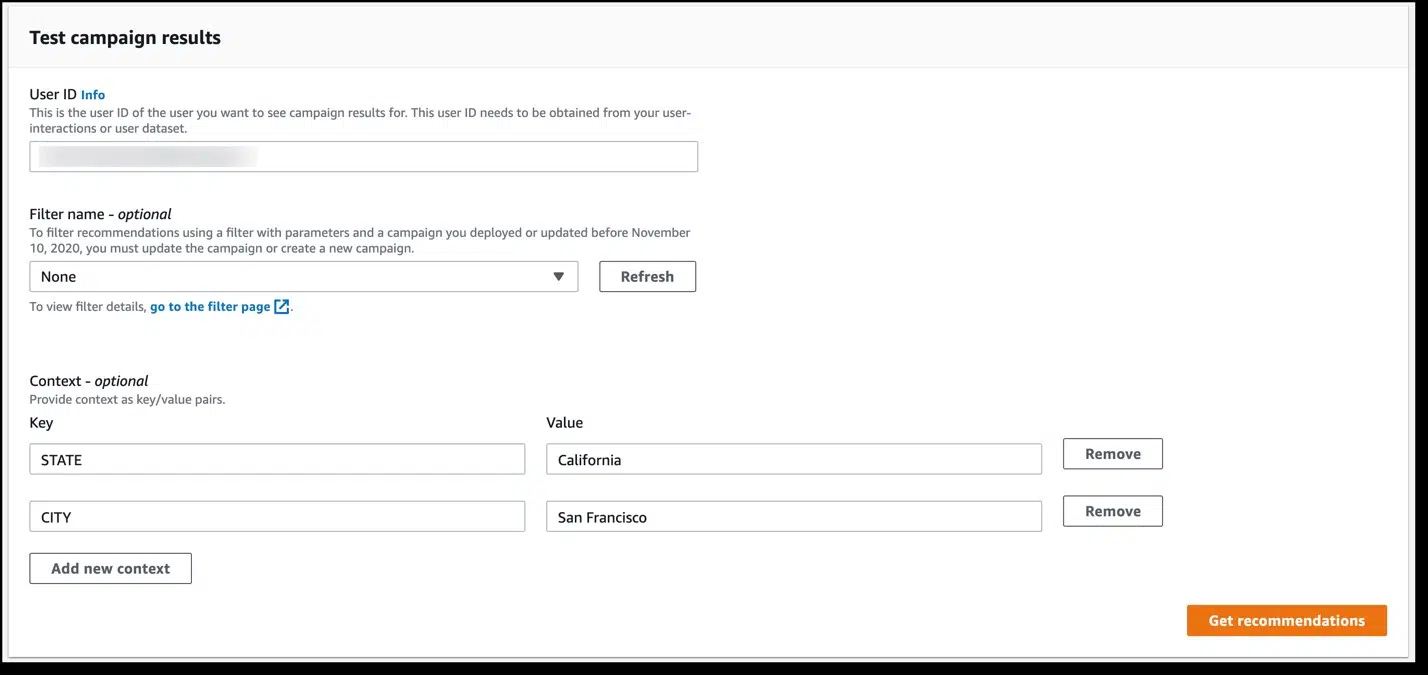 Test campaign results
User ID Info
This is the user ID of the user you want to see campaign results for. This user ID needs to be obtained from your user-
interactions or user dataset.
Filter name - optional
To filter recommendations using a filter with parameters and a campaign you deployed or updated before November
10, 2020, you must update the campaign or create a new campaign.
None
Refresh
To view filter details, go to the filter page.
Context - optional
Provide context as key/value pairs.
Key Value
STATE California Remove
CITY San Francisco Remove
Add new context
Get recommendations